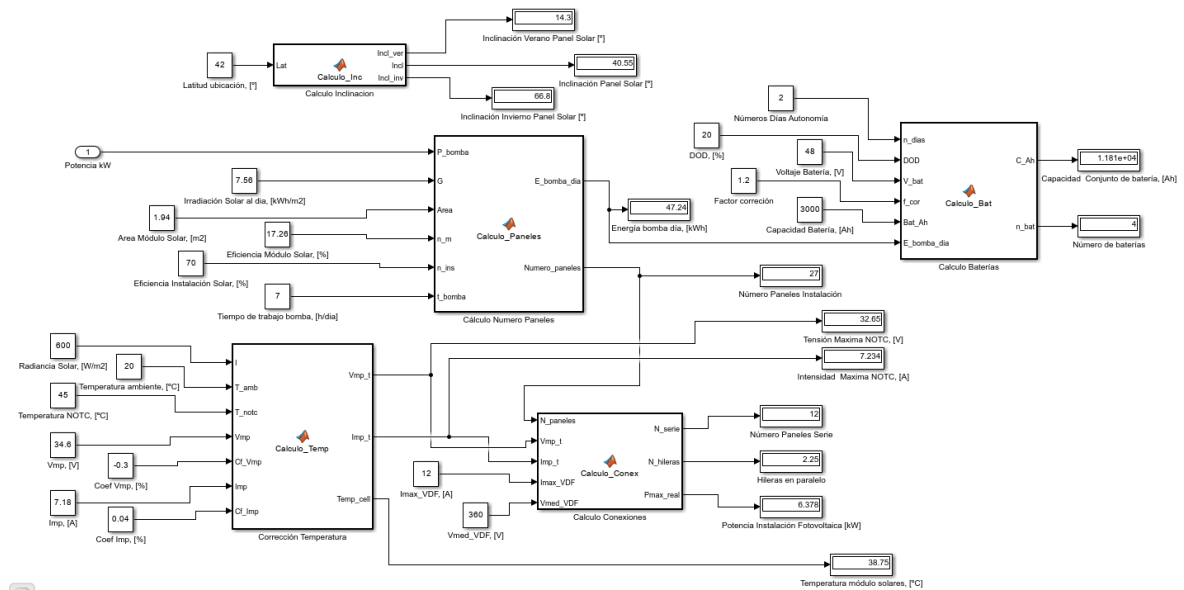 14.3
Inclinación Verano Panel Solar [º]
42
Latitud ubicación, [º]
Lat
Calculo_Inc
Incl_ver
Incl
Incl_inv
Calculo Inclinacion
40.55
Inclinación Panel Solar [º]
66.8
Inclinación Invierno Panel Solar [º]
1
Potencia kW
7.56
Irradiación Solar al dia, [kWh/m2]
1.94
Area Módulo Solar, [m2]
17.26
Eficiencia Módulo Solar, [%]
70
Eficiencia Instalación Solar, [%]
7
Tiempo de trabajo bomba, [h/dia]
P_bomba
G
Area
n_m
n_ins
t_bomba
Calculo_Paneles
E_bomba_dia
Numero_paneles
Cálculo Numero Paneles
47.24
Energía bomba día, [kWh]
27
Número Paneles Instalación
2
Números Días Autonomía
20
DOD, [%]
48
Voltaje Batería, [V]
1.2
Factor correción
3000
Capacidad Batería, [Ah]
n_dias
DOD
V_bat
f_cor
Bat_Ah
E_bomba_dia
Calculo_Bat
C_Ah
n_bat
Calculo Baterías
1.181e+04
Capacidad Conjunto de batería, [Ah]
4
Número de baterías
600
Radiancia Solar, [W/m2]
20
Temperatura ambiente, [ºC]
45
Temperatura NOTC, [ºC]
34.6
Vmp, [V]
-0.3
Coef Vmp, [%]
7.18
Imp, [A]
0.04
Coef Imp, [%]
I
T_amb
T_notc
Vmp
Cf_Vmp
Imp
Cf_Imp
Calculo_Temp
Vmp_t
Imp_t
Temp_cell
Corrección Temperatura
32.65
Tensión Maxima NOTC, [V]
7.234
Intensidad Maxima NOTC, [A]
12
Imax_VDF, [A]
360
Vmed_VDF, [V]
N_paneles
Vmp_t
Imp_t
Imax_VDF
Vmed_VDF
Calculo_Conex
N_serie
N_hileras
Pmax_real
Calculo Conexiones
12
Número Paneles Serie
2.25
Hileras en paralelo
6.378
Potencia Instalación Fotovoltaica [kW]
38.75
Temperatura módulo solares, [ºC]